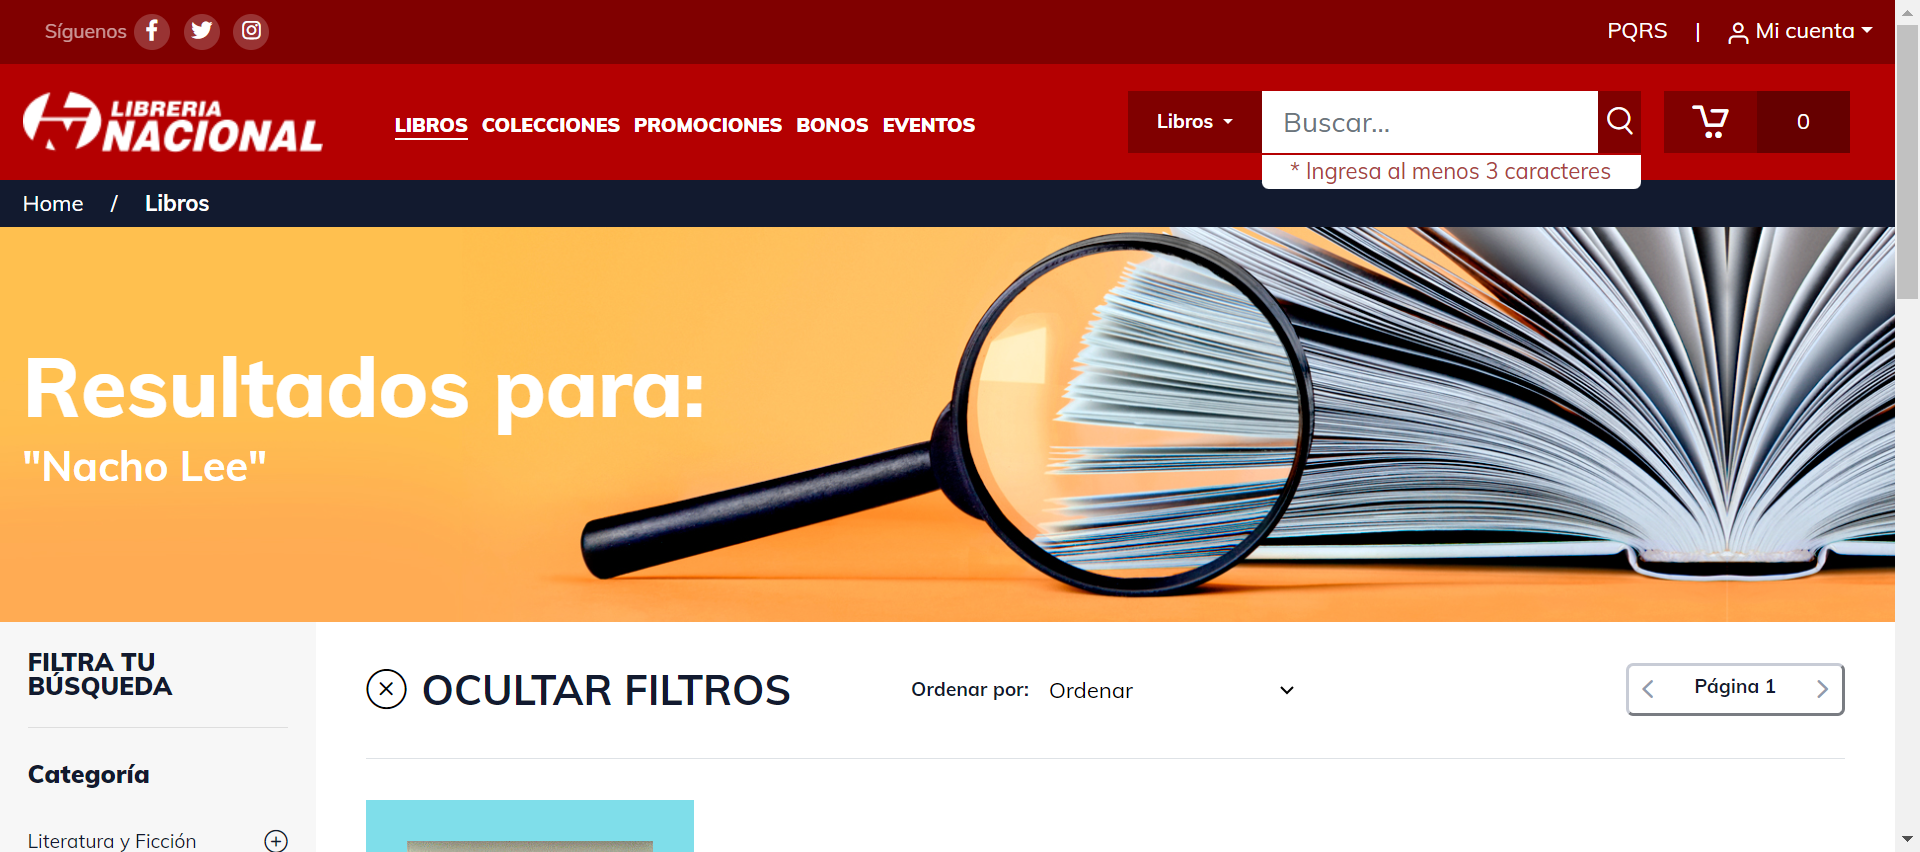 Síguenos
PQRS | Mi cuenta
LIBRERIA
NACIONAL
LIBROS COLECCIONES PROMOCIONES BONOS EVENTOS
Libros
Buscar...
0
* Ingresa al menos 3 caracteres
Home / Libros
Resultados para:
"Nacho Lee"
FILTRA TU
BÚSQUEDA
OCULTAR FILTROS
Ordenar por: Ordenar
Página 1
Categoría
Literatura y Ficción